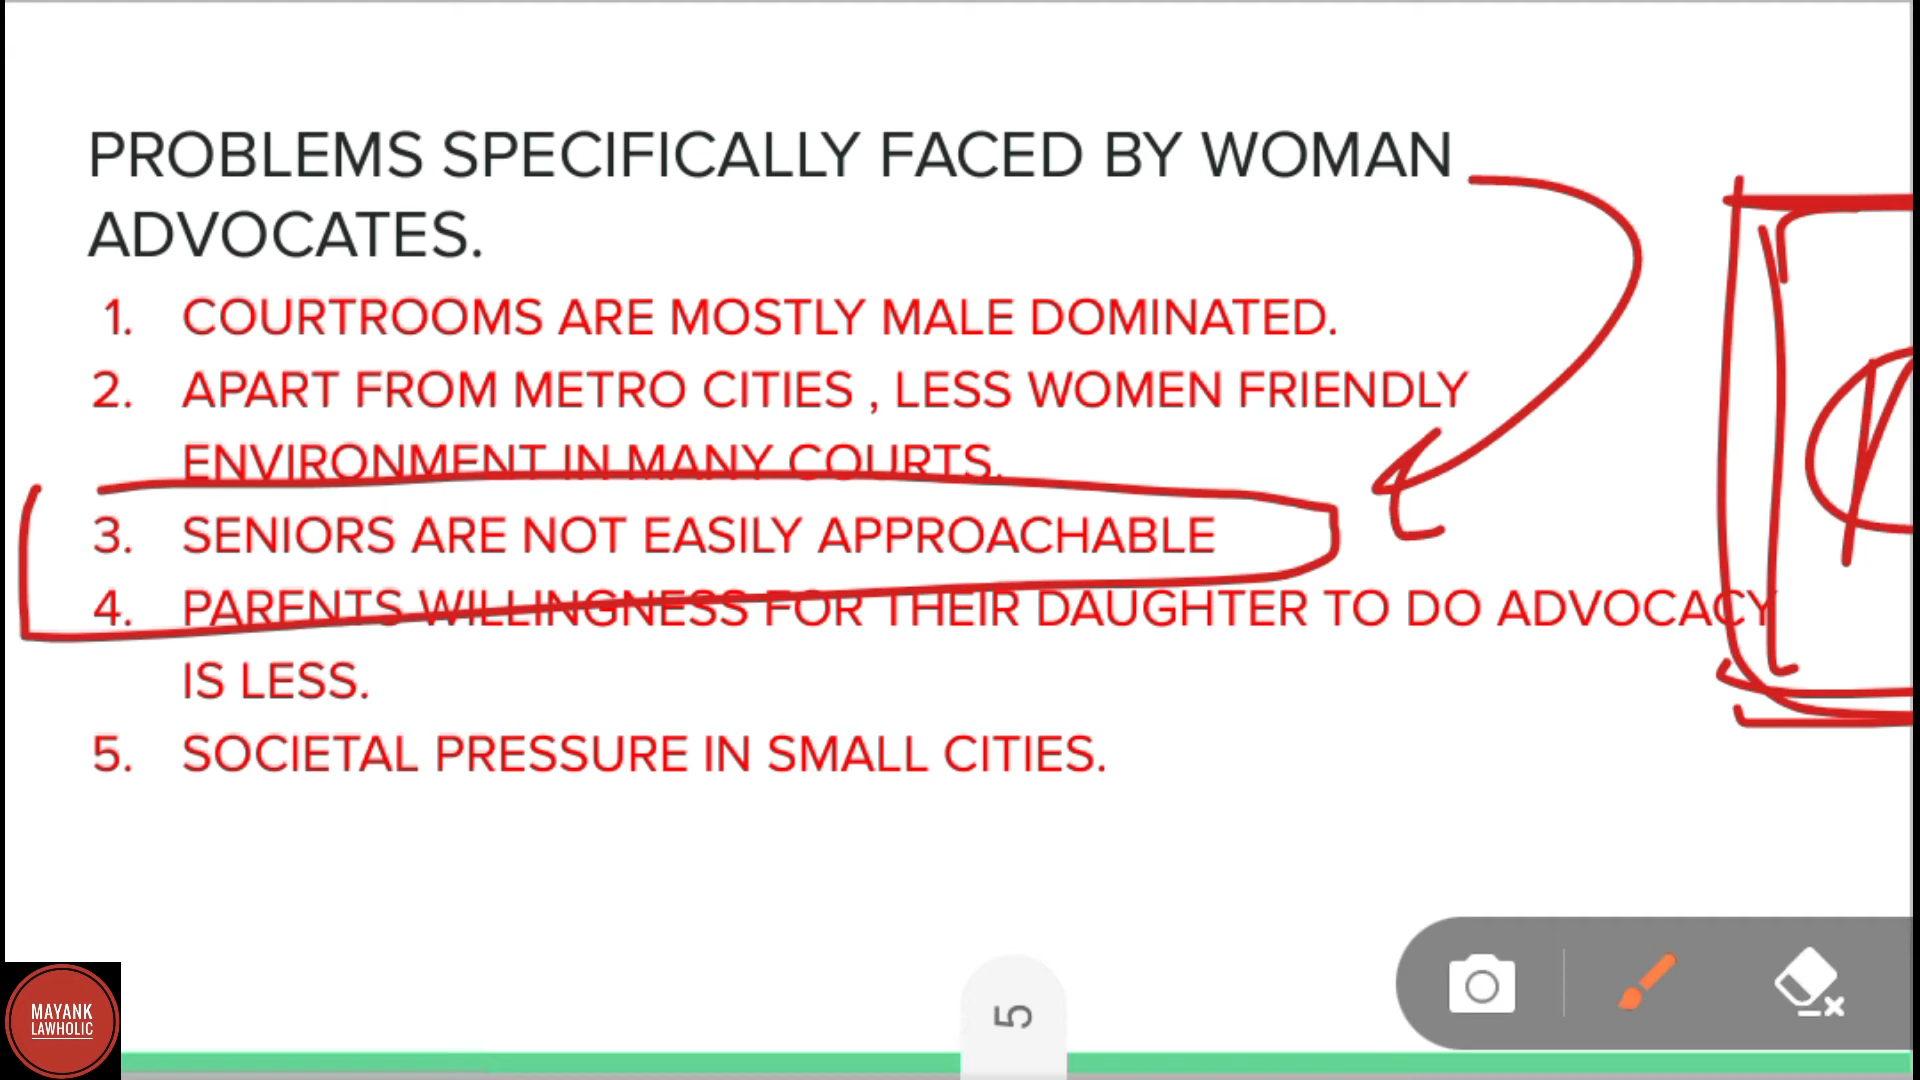 PROBLEMS SPECIFICALLY FACED BY WOMAN
ADVOCATES.
1. COURTROOMS ARE MOSTLY MALE DOMINATED.
2. APART FROM METRO CITIES , LESS WOMEN FRIENDLY
ENVIRONMENT IN MANY COURTS.
3. SENIORS ARE NOT EASILY APPROACHABLE
4. PARENTS WILLINGNESS FOR THEIR DAUGHTER TO DO ADVOCACY
IS LESS.
5. SOCIETAL PRESSURE IN SMALL CITIES.
5
MAYANK
LAWHOLIC